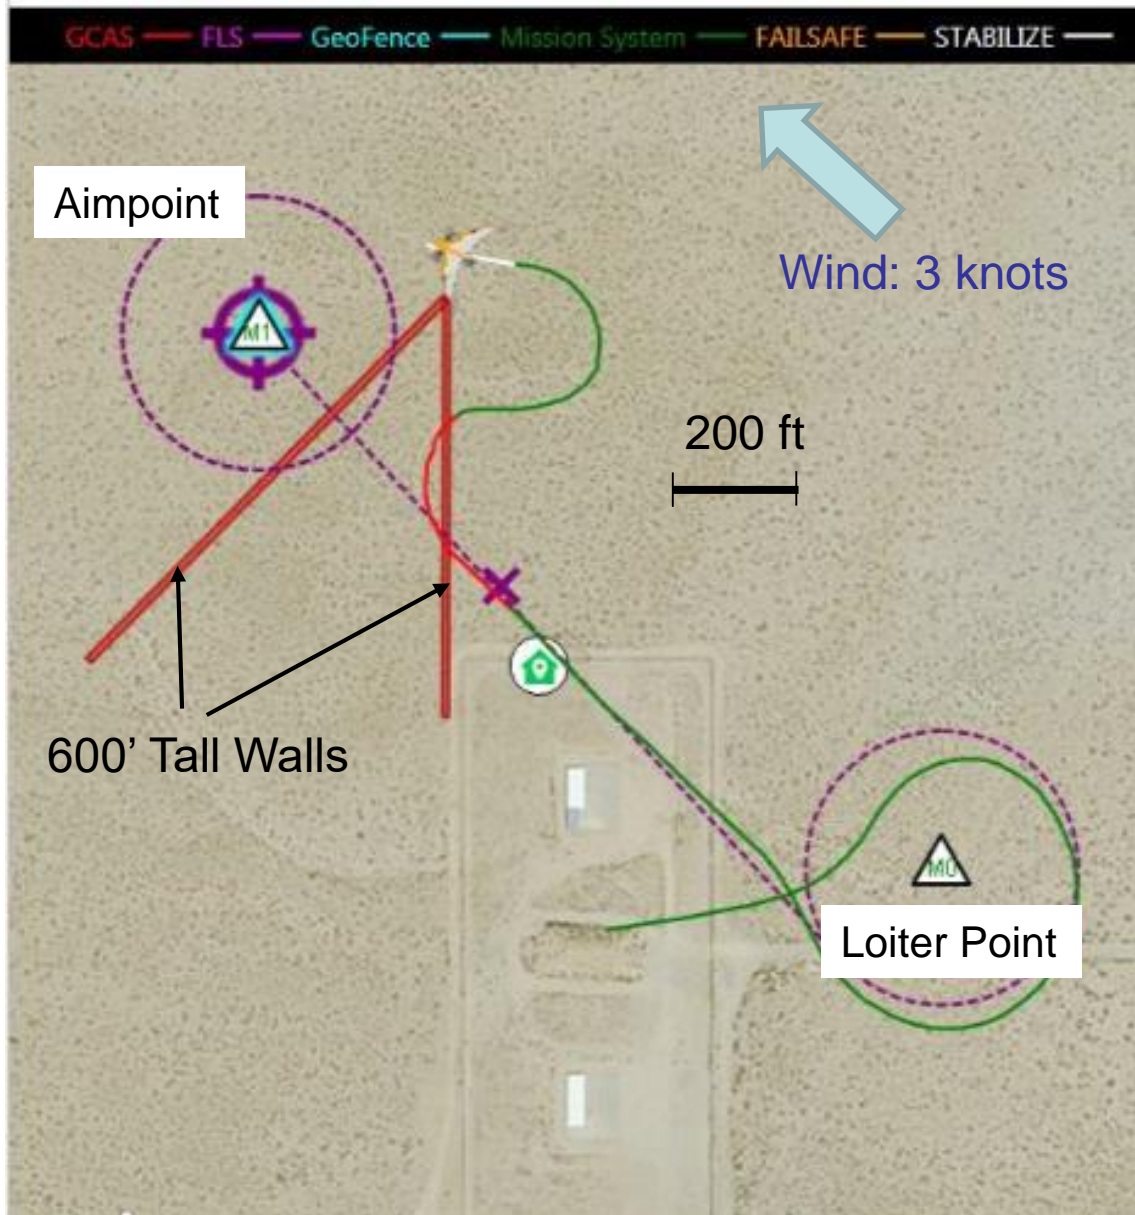 GCAS FLS GeoFence Mission System FAILSAFE STABILIZE
Aimpoint
Wind: 3 knots
M1
200 ft
600' Tall Walls
M0
Loiter Point